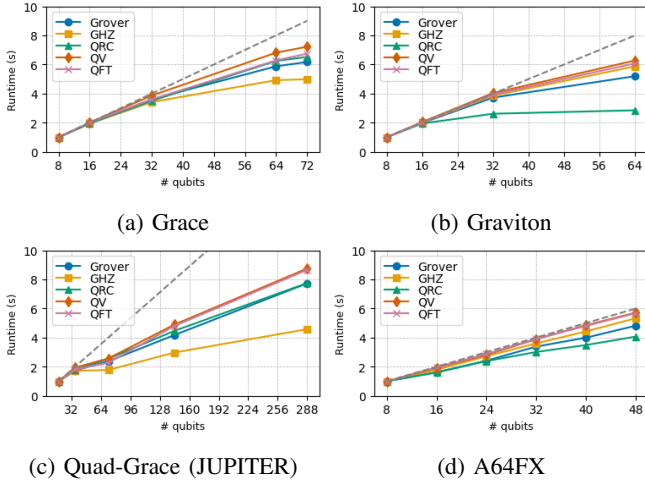 10
8
6
4
2
0
Runtime (s)
Grover
GHZ
QRC
QV
QFT
8 16 24 32 40 48 56 64 72
# qubits
(a) Grace
10
8
6
4
2
0
Runtime (s)
Grover
GHZ
QRC
QV
QFT
8 16 24 32 40 48 56 64
# qubits
(b) Graviton
10
8
6
4
2
0
Runtime (s)
Grover
GHZ
QRC
QV
QFT
32 64 96 128 160 192 224 256 288
# qubits
(c) Quad-Grace (JUPITER)
10
8
6
4
2
0
Runtime (s)
Grover
GHZ
QRC
QV
QFT
8 16 24 32 40 48
# qubits
(d) A64FX